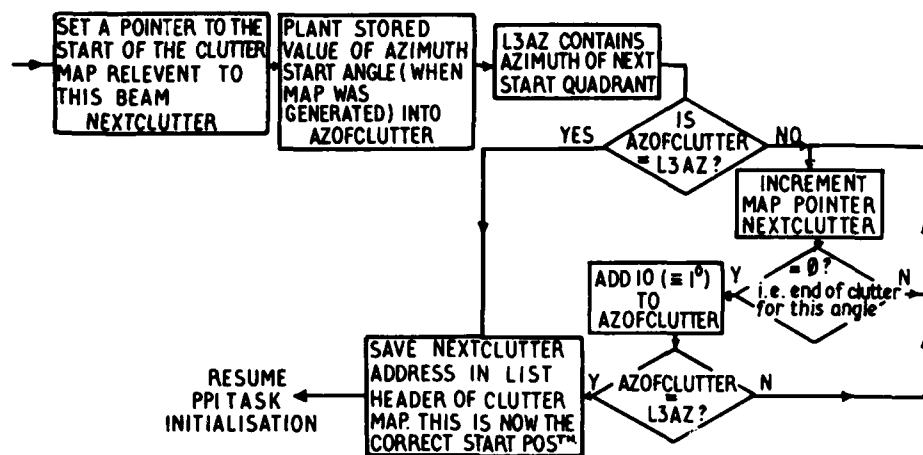 SET A POINTER TO THE
START OF THE CLUTTER
MAP RELEVENT TO
THIS BEAM
NEXTCLUTTER
PLANT STORED
VALUE OF AZIMUTH
START ANGLE (WHEN
MAP WAS
GENERATED) INTO
AZOFCLUTTER
L3AZ CONTAINS
AZIMUTH OF NEXT
START QUADRANT
IS
AZOFCLUTTER
= L3AZ?
YES
NO
INCREMENT
MAP POINTER
NEXTCLUTTER
= Ø?
i.e. end of clutter
for this angle
Y
N
ADD 10 (≡ 1⁰)
TO
AZOFCLUTTER
AZOFCLUTTER
=
L3AZ?
Y
N
SAVE NEXTCLUTTER
ADDRESS IN LIST
HEADER OF CLUTTER
MAP. THIS IS NOW THE
CORRECT START POSᵀᴺ.
RESUME
PPI TASK
INITIALISATION